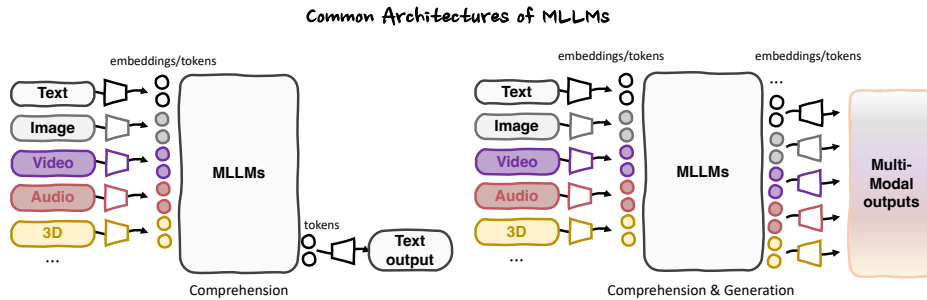 Common Architectures of MLLMs
embeddings/tokens
Text
Image
Video
Audio
3D
...
MLLMs
tokens
Text
output
Comprehension
embeddings/tokens
embeddings/tokens
Text
Image
Video
Audio
3D
...
MLLMs
...
Multi-
Modal
outputs
Comprehension & Generation